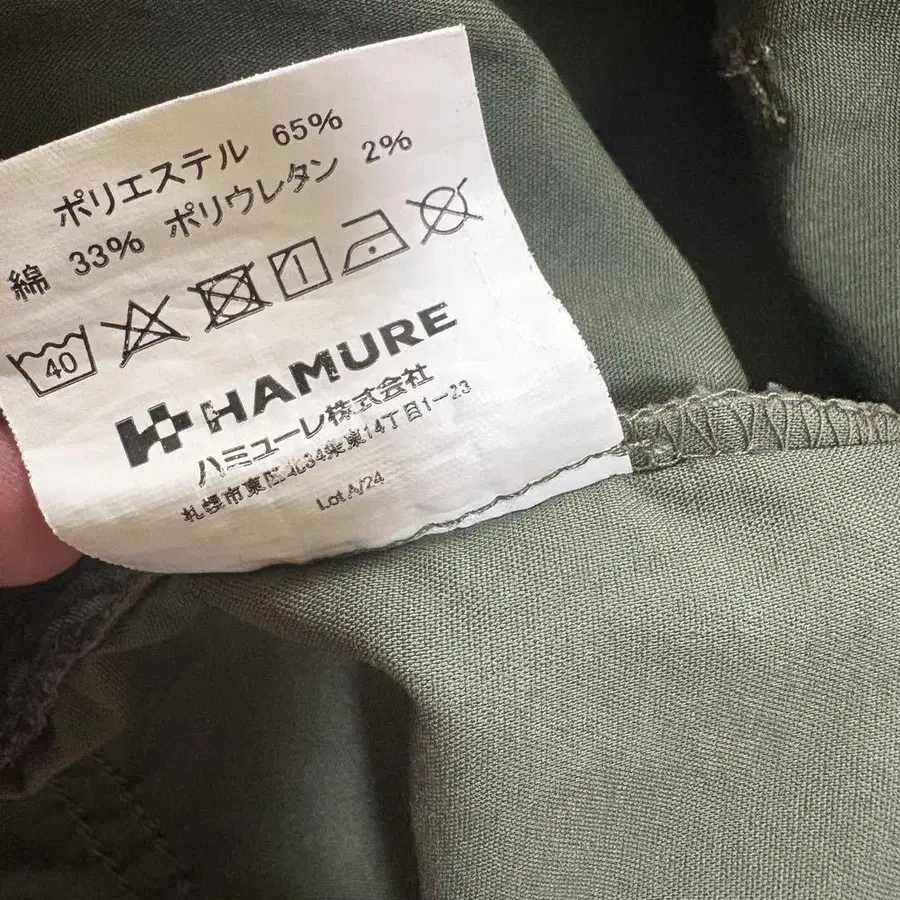 ポリエステル 65%
綿 33% ポリウレタン 2%
40
HAMURE
ハミューレ株式会社
札幌市東区北34条東14丁目1-23
Lot A/24